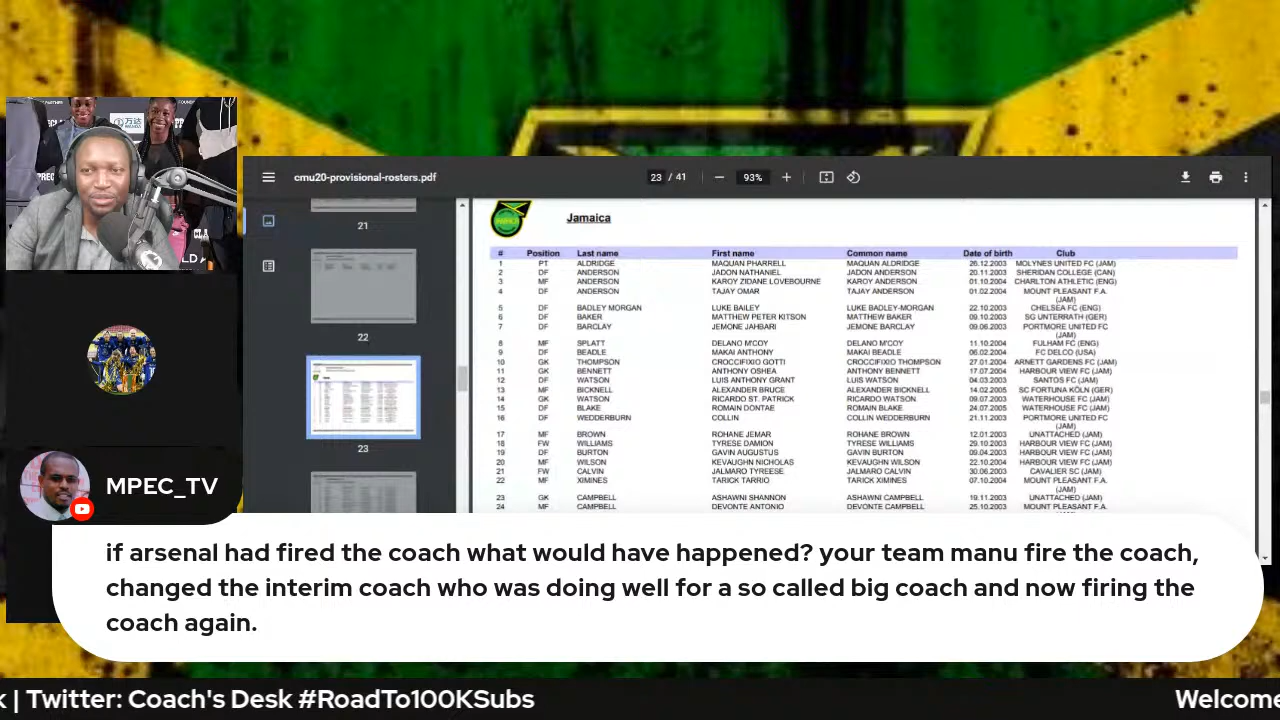 cmu20-provisional-rosters.pdf 23 / 41 93%
21
22
23
Jamaica
# Position Last name First name Common name Date of birth Club
1 PT ALDRIDGE MAQUAN PHARRELL MAQUAN ALDRIDGE 26.12.2003 MOLYNES UNITED FC (JAM)
2 DF ANDERSON JADON NATHANIEL JADON ANDERSON 20.11.2003 SHERIDAN COLLEGE (CAN)
3 MF ANDERSON KAROY ZIDANE LOVEBOURNE KAROY ANDERSON 01.10.2004 CHARLTON ATHLETIC (ENG)
4 DF ANDERSON TAJAY OMAR TAJAY ANDERSON 01.02.2004 MOUNT PLEASANT F.A.
(JAM)
5 DF BADLEY MORGAN LUKE BAILEY LUKE BADLEY-MORGAN 22.10.2003 CHELSEA FC (ENG)
6 DF BAKER MATTHEW PETER KITSON MATTHEW BAKER 09.10.2003 SG UNTERRATH (GER)
7 DF BARCLAY JEMONE JAHBARI JEMONE BARCLAY 09.06.2003 PORTMORE UNITED FC
(JAM)
8 MF SPLATT DELANO M'COY DELANO M'COY 11.10.2004 FULHAM FC (ENG)
9 DF BEADLE MAKAI ANTHONY MAKAI BEADLE 06.02.2004 FC DELCO (USA)
10 GK THOMPSON CROCCIFIXIO GOTTI CROCCIFIXO THOMPSON 27.01.2004 ARNETT GARDENS FC (JAM)
11 GK BENNETT ANTHONY OSHEA ANTHONY BENNETT 17.07.2004 HARBOUR VIEW FC (JAM)
12 DF WATSON LUIS ANTHONY GRANT LUIS WATSON 04.03.2003 SANTOS FC (JAM)
13 MF BICKNELL ALEXANDER BRUCE ALEXANDER BICKNELL 14.02.2005 SC FORTUNA KÖLN (GER)
14 GK WATSON RICARDO ST. PATRICK RICARDO WATSON 09.07.2003 WATERHOUSE FC (JAM)
15 DF BLAKE ROMAIN DONTAE ROMAIN BLAKE 24.07.2005 WATERHOUSE FC (JAM)
16 DF WEDDERBURN COLLIN COLLIN WEDDERBURN 21.11.2003 PORTMORE UNITED FC
(JAM)
17 MF BROWN ROHANE JEMAR ROHANE BROWN 12.01.2003 UNATTACHED (JAM)
18 FW WILLIAMS TYRESE DAMION TYRESE WILLIAMS 29.10.2003 HARBOUR VIEW FC (JAM)
19 DF BURTON GAVIN AUGUSTUS GAVIN BURTON 09.04.2003 HARBOUR VIEW FC (JAM)
20 MF WILSON KEVAUGHN NICHOLAS KEVAUGHN WILSON 22.10.2004 HARBOUR VIEW FC (JAM)
21 FW CALVIN JALMARO TYREESE JALMARO CALVIN 30.06.2003 CAVALIER SC (JAM)
22 MF XIMINES TARICK TARRIO TARICK XIMINES 07.10.2004 MOUNT PLEASANT F.A.
(JAM)
23 GK CAMPBELL ASHAWNI SHANNON ASHAWNI CAMPBELL 19.11.2003 UNATTACHED (JAM)
24 MF CAMPBELL DEVONTE ANTONIO DEVONTE CAMPBELL 25.10.2003 MOUNT PLEASANT F.A.
MPEC_TV
if arsenal had fired the coach what would have happened? your team manu fire the coach,
changed the interim coach who was doing well for a so called big coach and now firing the
coach again.
k | Twitter: Coach's Desk #RoadTo100KSubs Welcome